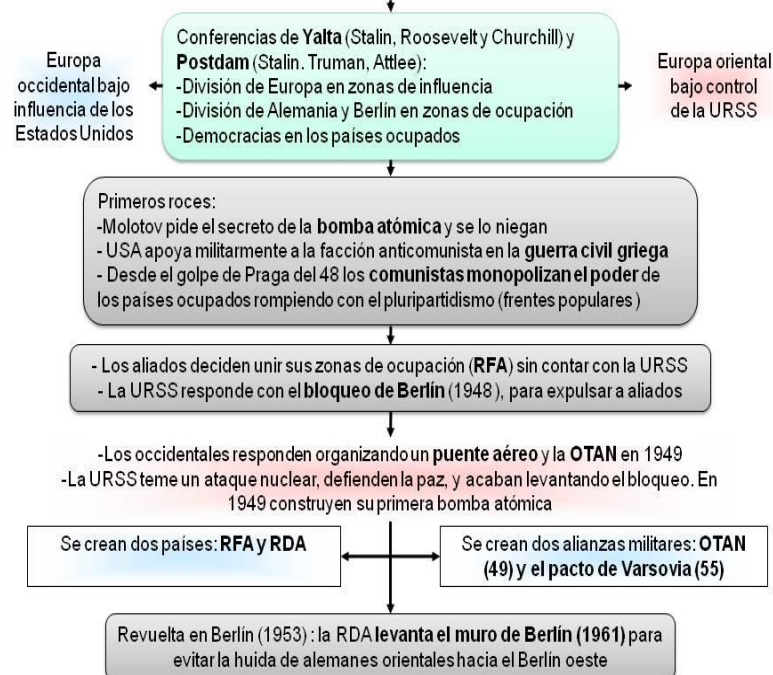 Conferencias de Yalta (Stalin, Roosevelt y Churchill) y
Postdam (Stalin. Truman, Attlee):
-División de Europa en zonas de influencia
-División de Alemania y Berlín en zonas de ocupación
-Democracias en los países ocupados
Europa
occidental bajo
influencia de los
Estados Unidos
Europa oriental
bajo control
de la URSS
Primeros roces:
-Molotov pide el secreto de la bomba atómica y se lo niegan
- USA apoya militarmente a la facción anticomunista en la guerra civil griega
- Desde el golpe de Praga del 48 los comunistas monopolizan el poder de
los países ocupados rompiendo con el pluripartidismo (frentes populares )
- Los aliados deciden unir sus zonas de ocupación (RFA) sin contar con la URSS
- La URSS responde con el bloqueo de Berlín (1948), para expulsar a aliados
-Los occidentales responden organizando un puente aéreo y la OTAN en 1949
-La URSS teme un ataque nuclear, defienden la paz, y acaban levantando el bloqueo. En
1949 construyen su primera bomba atómica
Se crean dos países: RFA y RDA
Se crean dos alianzas militares: OTAN
(49) y el pacto de Varsovia (55)
Revuelta en Berlín (1953) : la RDA levanta el muro de Berlín (1961) para
evitar la huida de alemanes orientales hacia el Berlín oeste